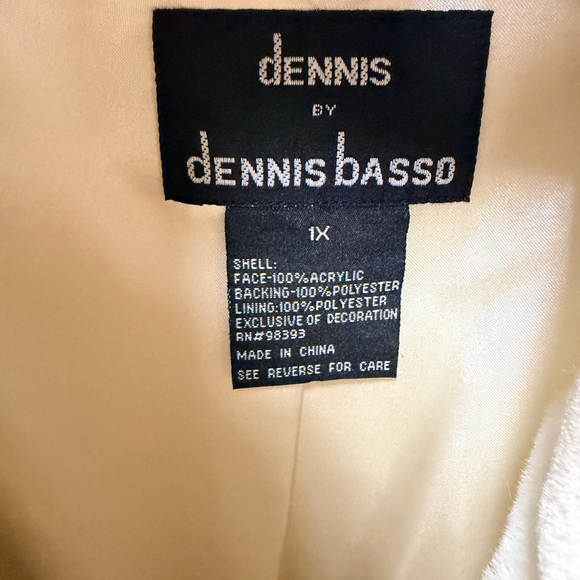 dENNIS
BY
dENNIS bASSO
1X
SHELL:
FACE-100%ACRYLIC
BACKING-100%POLYESTER
LINING:100%POLYESTER
EXCLUSIVE OF DECORATION
RN#98393
MADE IN CHINA
SEE REVERSE FOR CARE